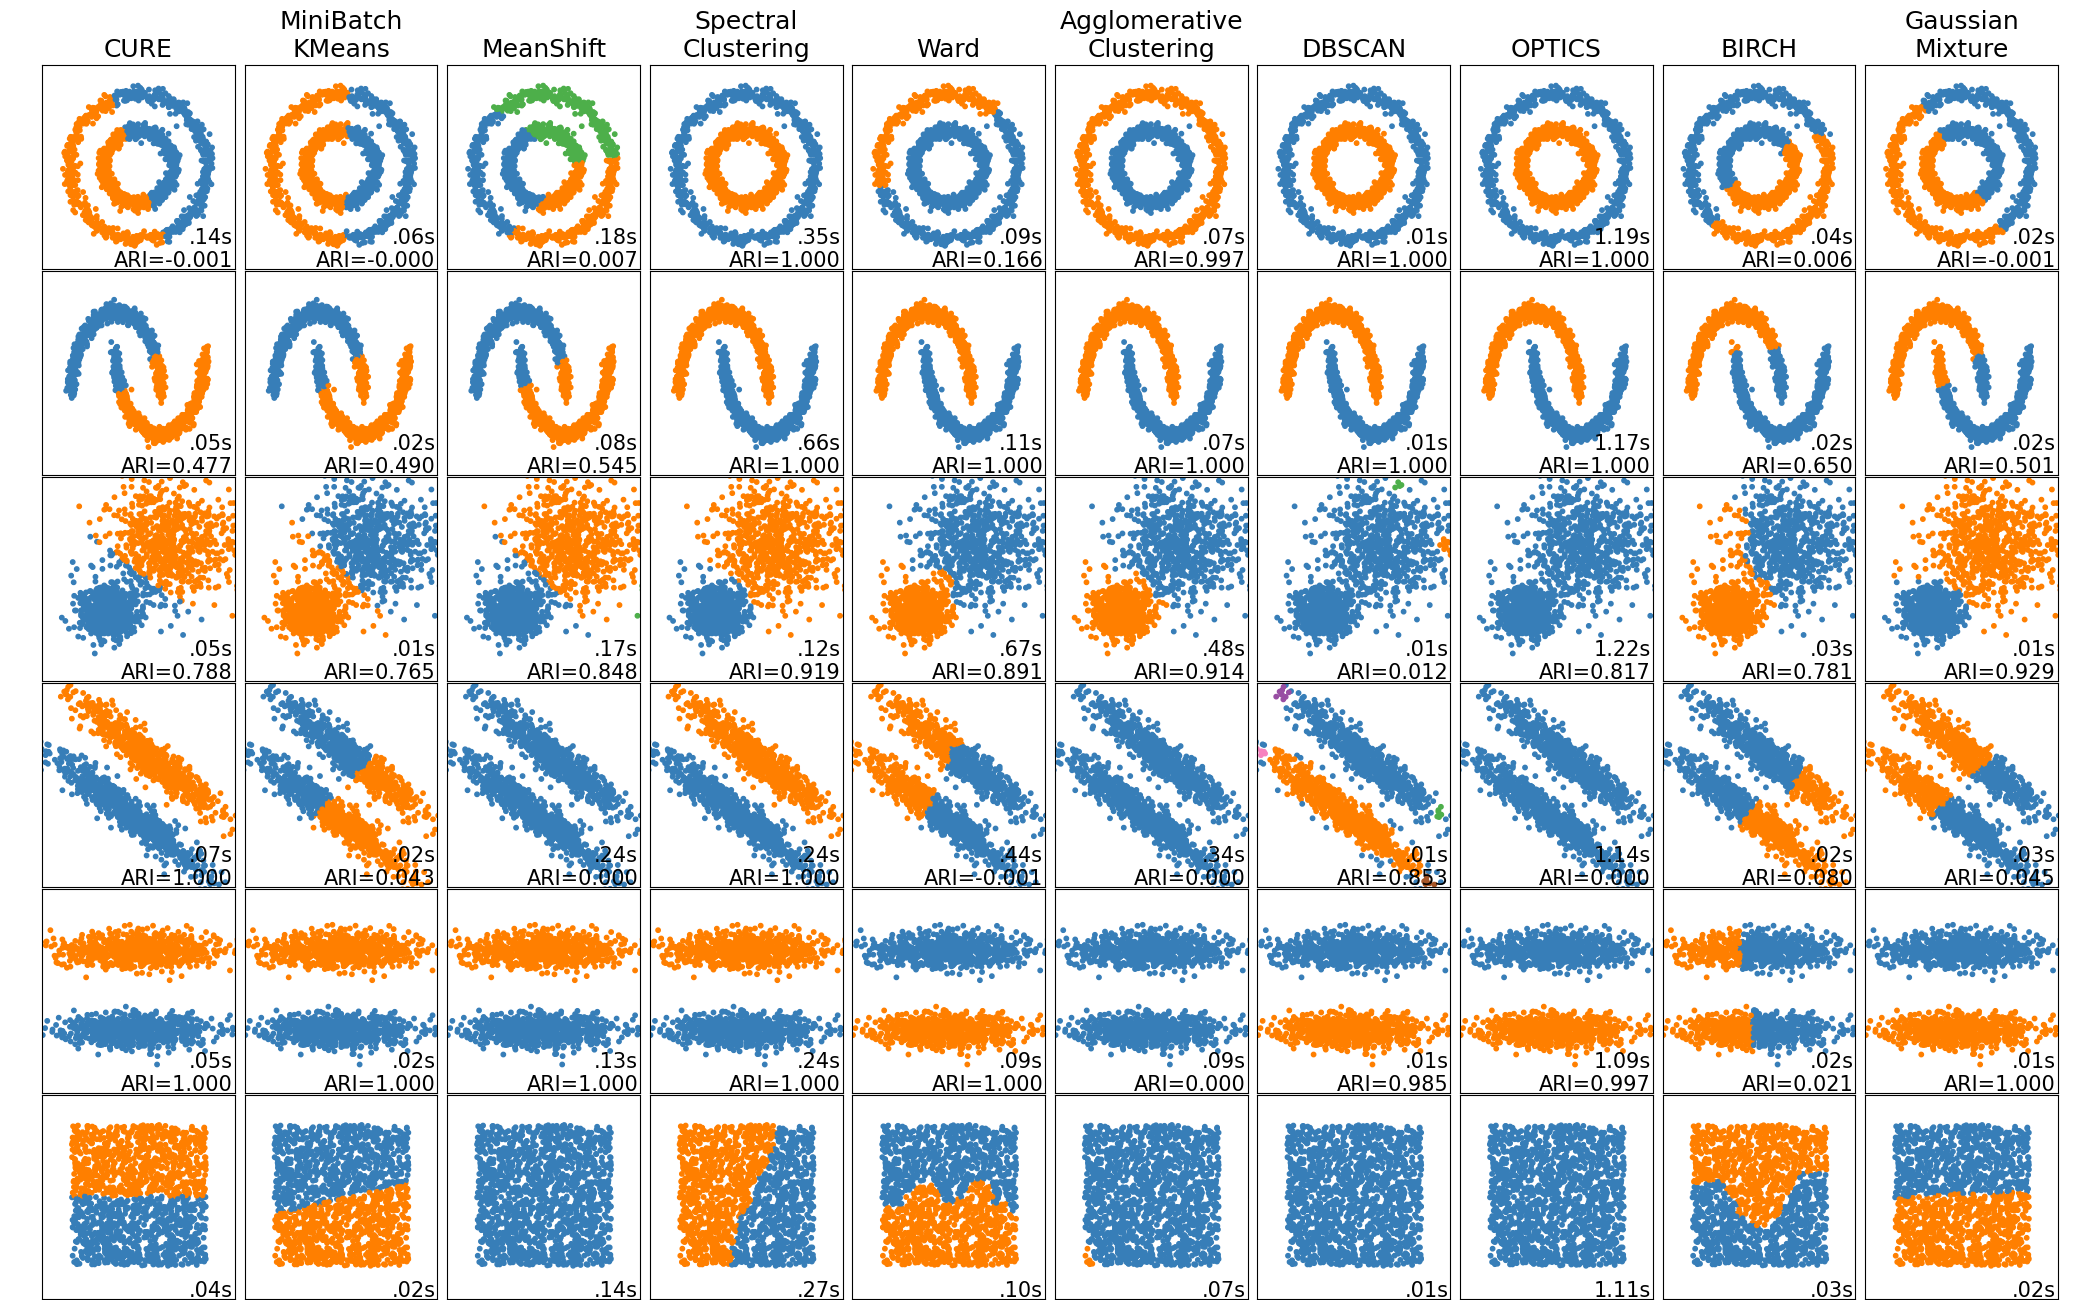 CURE
MiniBatch
KMeans
MeanShift
Spectral
Clustering
Ward
Agglomerative
Clustering
DBSCAN
OPTICS
BIRCH
Gaussian
Mixture
.14s
ARI=-0.001
.06s
ARI=-0.000
.18s
ARI=0.007
.35s
ARI=1.000
.09s
ARI=0.166
.07s
ARI=0.997
.01s
ARI=1.000
1.19s
ARI=1.000
.04s
ARI=0.006
.02s
ARI=-0.001
.05s
ARI=0.477
.02s
ARI=0.490
.08s
ARI=0.545
.66s
ARI=1.000
.11s
ARI=1.000
.07s
ARI=1.000
.01s
ARI=1.000
1.17s
ARI=1.000
.02s
ARI=0.650
.02s
ARI=0.501
.05s
ARI=0.788
.01s
ARI=0.765
.17s
ARI=0.848
.12s
ARI=0.919
.67s
ARI=0.891
.48s
ARI=0.914
.01s
ARI=0.012
1.22s
ARI=0.817
.03s
ARI=0.781
.01s
ARI=0.929
.07s
ARI=1.000
.02s
ARI=0.043
.24s
ARI=0.000
.24s
ARI=1.000
.44s
ARI=-0.001
.34s
ARI=0.000
.01s
ARI=0.853
1.14s
ARI=0.000
.02s
ARI=0.080
.03s
ARI=0.045
.05s
ARI=1.000
.02s
ARI=1.000
.13s
ARI=1.000
.24s
ARI=1.000
.09s
ARI=1.000
.09s
ARI=0.000
.01s
ARI=0.985
1.09s
ARI=0.997
.02s
ARI=0.021
.01s
ARI=1.000
.04s
.02s
.14s
.27s
.10s
.07s
.01s
1.11s
.03s
.02s